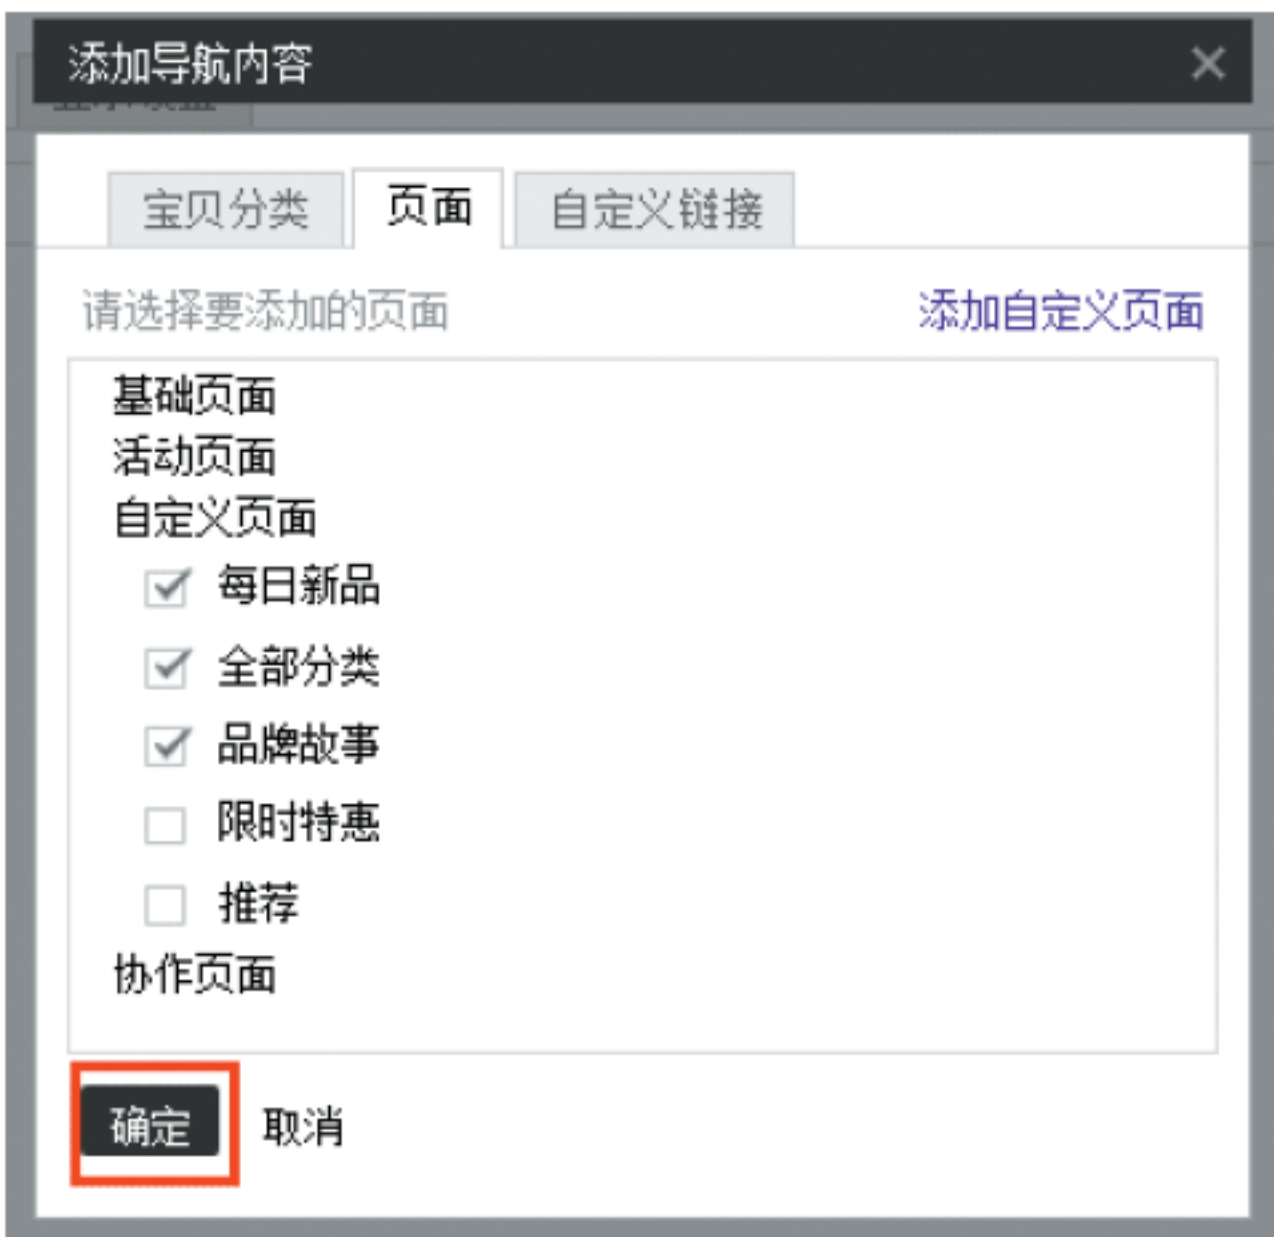 添加导航内容
宝贝分类 页面 自定义链接
请选择要添加的页面 添加自定义页面
基础页面
活动页面
自定义页面
每日新品
全部分类
品牌故事
限时特惠
推荐
协作页面
确定 取消